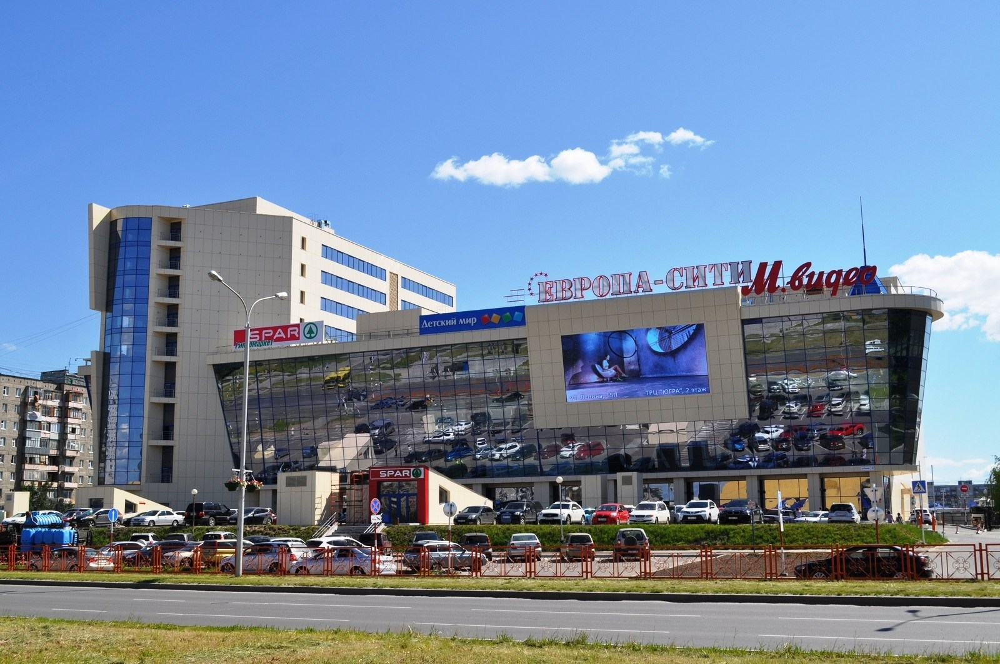 ЕВРОПА-СИТИ
М.видео
Детский мир
SPAR
Гипермаркет
ул. Ленина, 15П
ТРЦ "ЮГРА", 2 этаж
SPAR